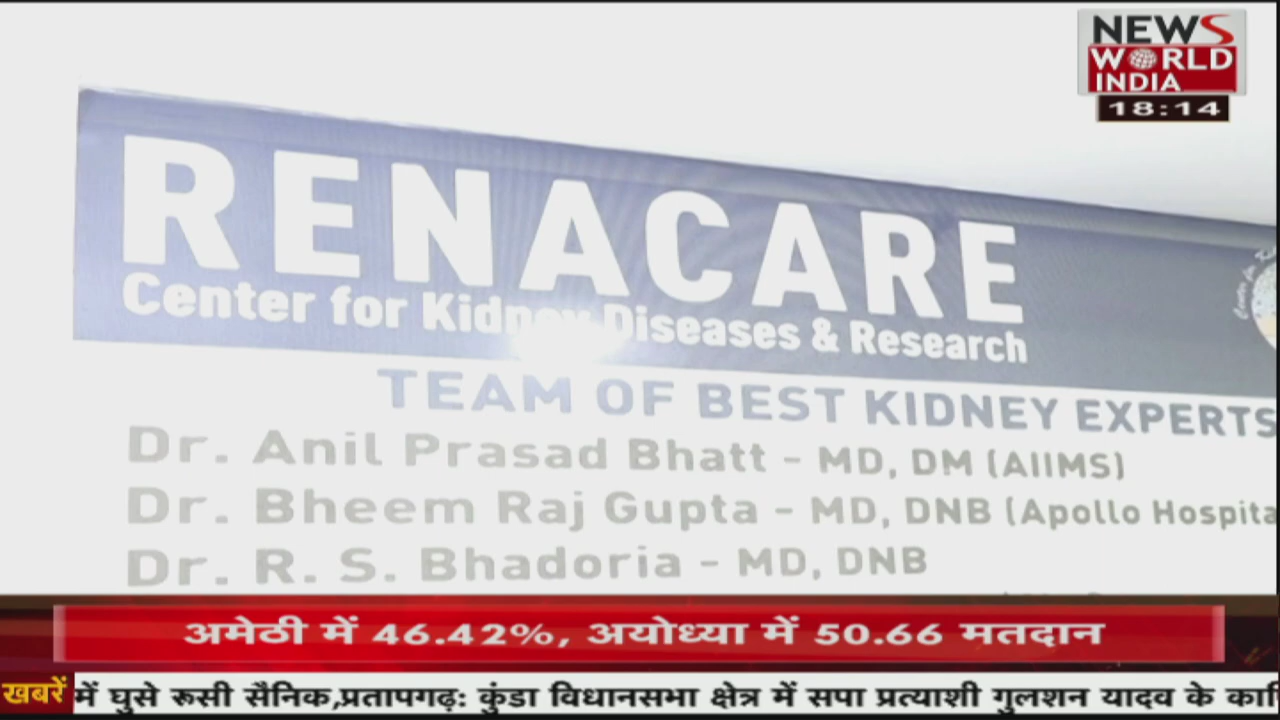 NEWS
WORLD
INDIA
18:14
RENACARE
Center for Kidney Diseases & Research
TEAM OF BEST KIDNEY EXPERTS
Dr. Anil Prasad Bhatt - MD, DM (AIIMS)
Dr. Bheem Raj Gupta - MD, DNB (Apollo Hospita
Dr. R. S. Bhadoria - MD, DNB
अमेठी में 46.42%, अयोध्या में 50.66 मतदान
खबरें में घुसे रूसी सैनिक,प्रतापगढ़: कुंडा विधानसभा क्षेत्र में सपा प्रत्याशी गुलशन यादव के